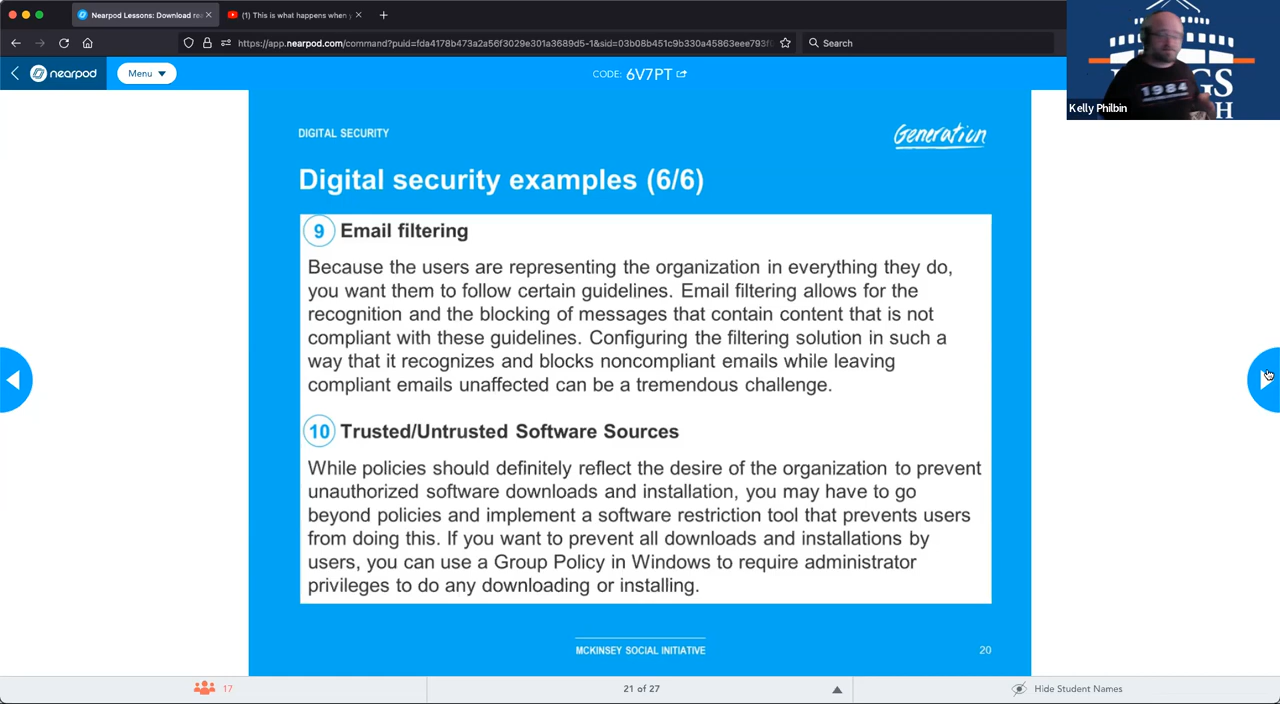 Nearpod Lessons: Download re
(1) This is what happens when
https://app.nearpod.com/command?puid=fda4178b473a2a56f3029e301a3689d5-1&sid=03b08b451c9b330a45863eee793f
Search
nearpod
Menu
CODE: 6V7PT
1984
GS
H
Kelly Philbin
DIGITAL SECURITY
Generation
Digital security examples (6/6)
9 Email filtering
Because the users are representing the organization in everything they do,
you want them to follow certain guidelines. Email filtering allows for the
recognition and the blocking of messages that contain content that is not
compliant with these guidelines. Configuring the filtering solution in such a
way that it recognizes and blocks noncompliant emails while leaving
compliant emails unaffected can be a tremendous challenge.
10 Trusted/Untrusted Software Sources
While policies should definitely reflect the desire of the organization to prevent
unauthorized software downloads and installation, you may have to go
beyond policies and implement a software restriction tool that prevents users
from doing this. If you want to prevent all downloads and installations by
users, you can use a Group Policy in Windows to require administrator
privileges to do any downloading or installing.
MCKINSEY SOCIAL INITIATIVE
20
17
21 of 27
Hide Student Names